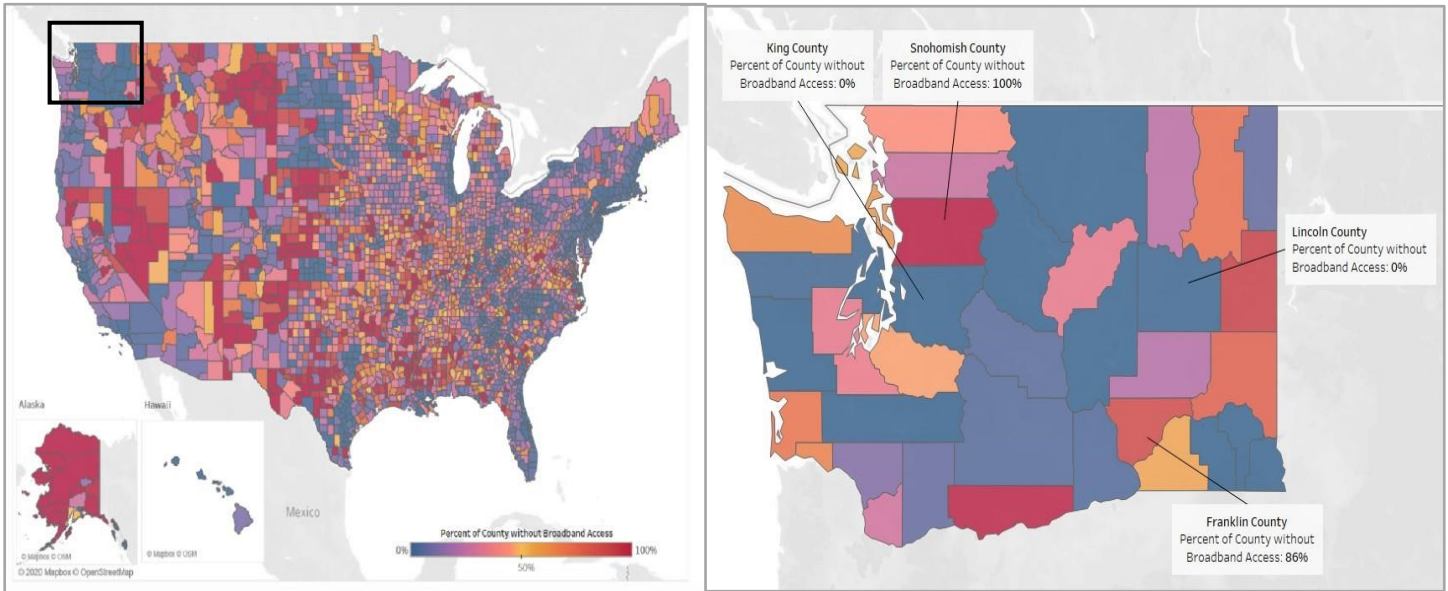 Alaska
Hawaii
Mexico
© Mapbox © OSM
© Mapbox © OSM
© 2020 Mapbox © OpenStreetMap
Percent of County without Broadband Access
0%
100%
50%
King County
Percent of County without
Broadband Access: 0%
Snohomish County
Percent of County without
Broadband Access: 100%
Lincoln County
Percent of County without
Broadband Access: 0%
Franklin County
Percent of County without
Broadband Access: 86%